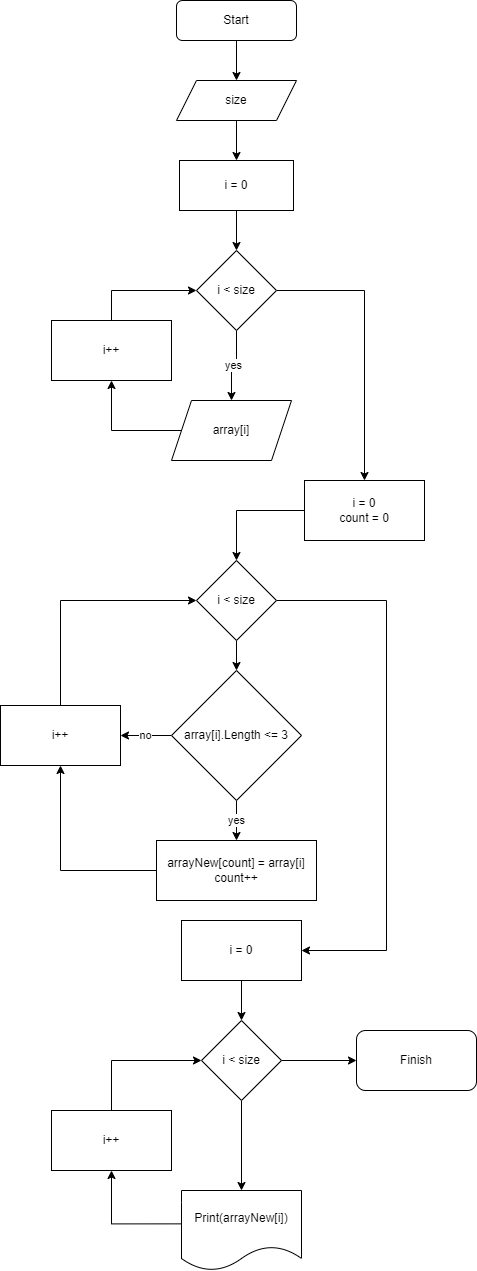 Start
size
i = 0
i < size
i++
yes
array[i]
i = 0
count = 0
i < size
i++
no
array[i].Length <= 3
yes
arrayNew[count] = array[i]
count++
i = 0
i < size
Finish
i++
Print(arrayNew[i])